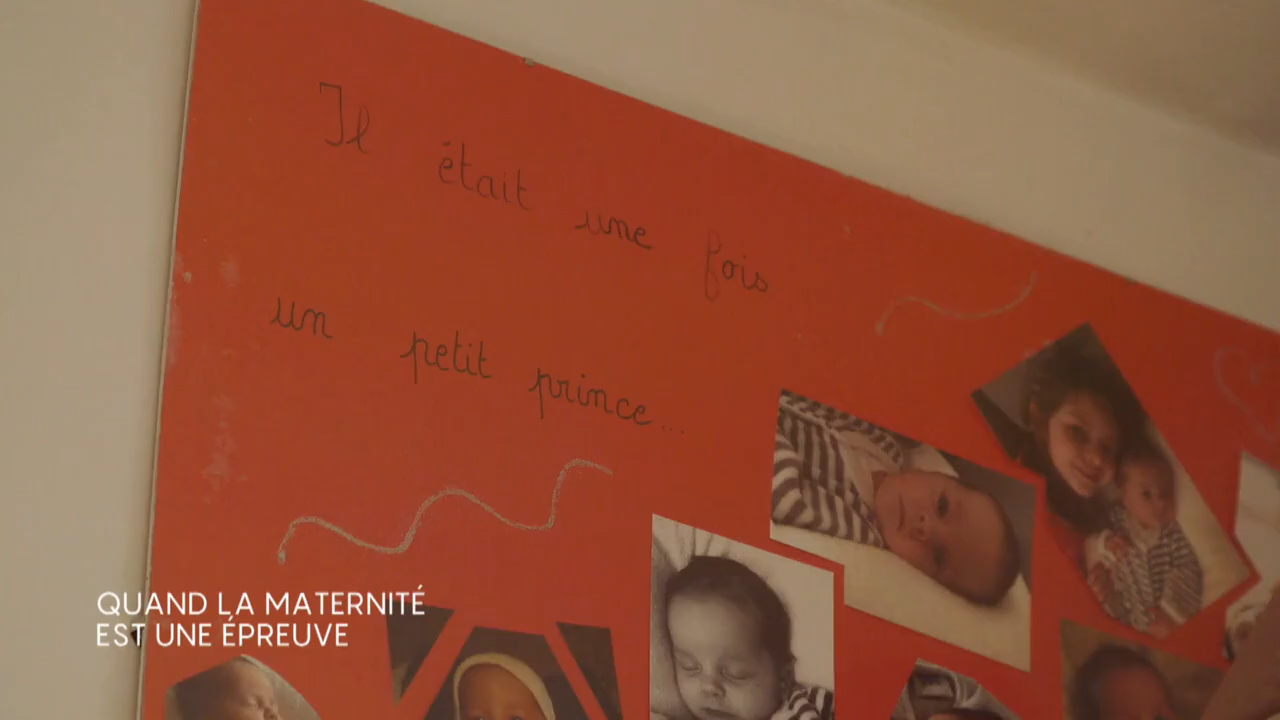 Il était une fois
un petit prince...
QUAND LA MATERNITÉ
EST UNE ÉPREUVE